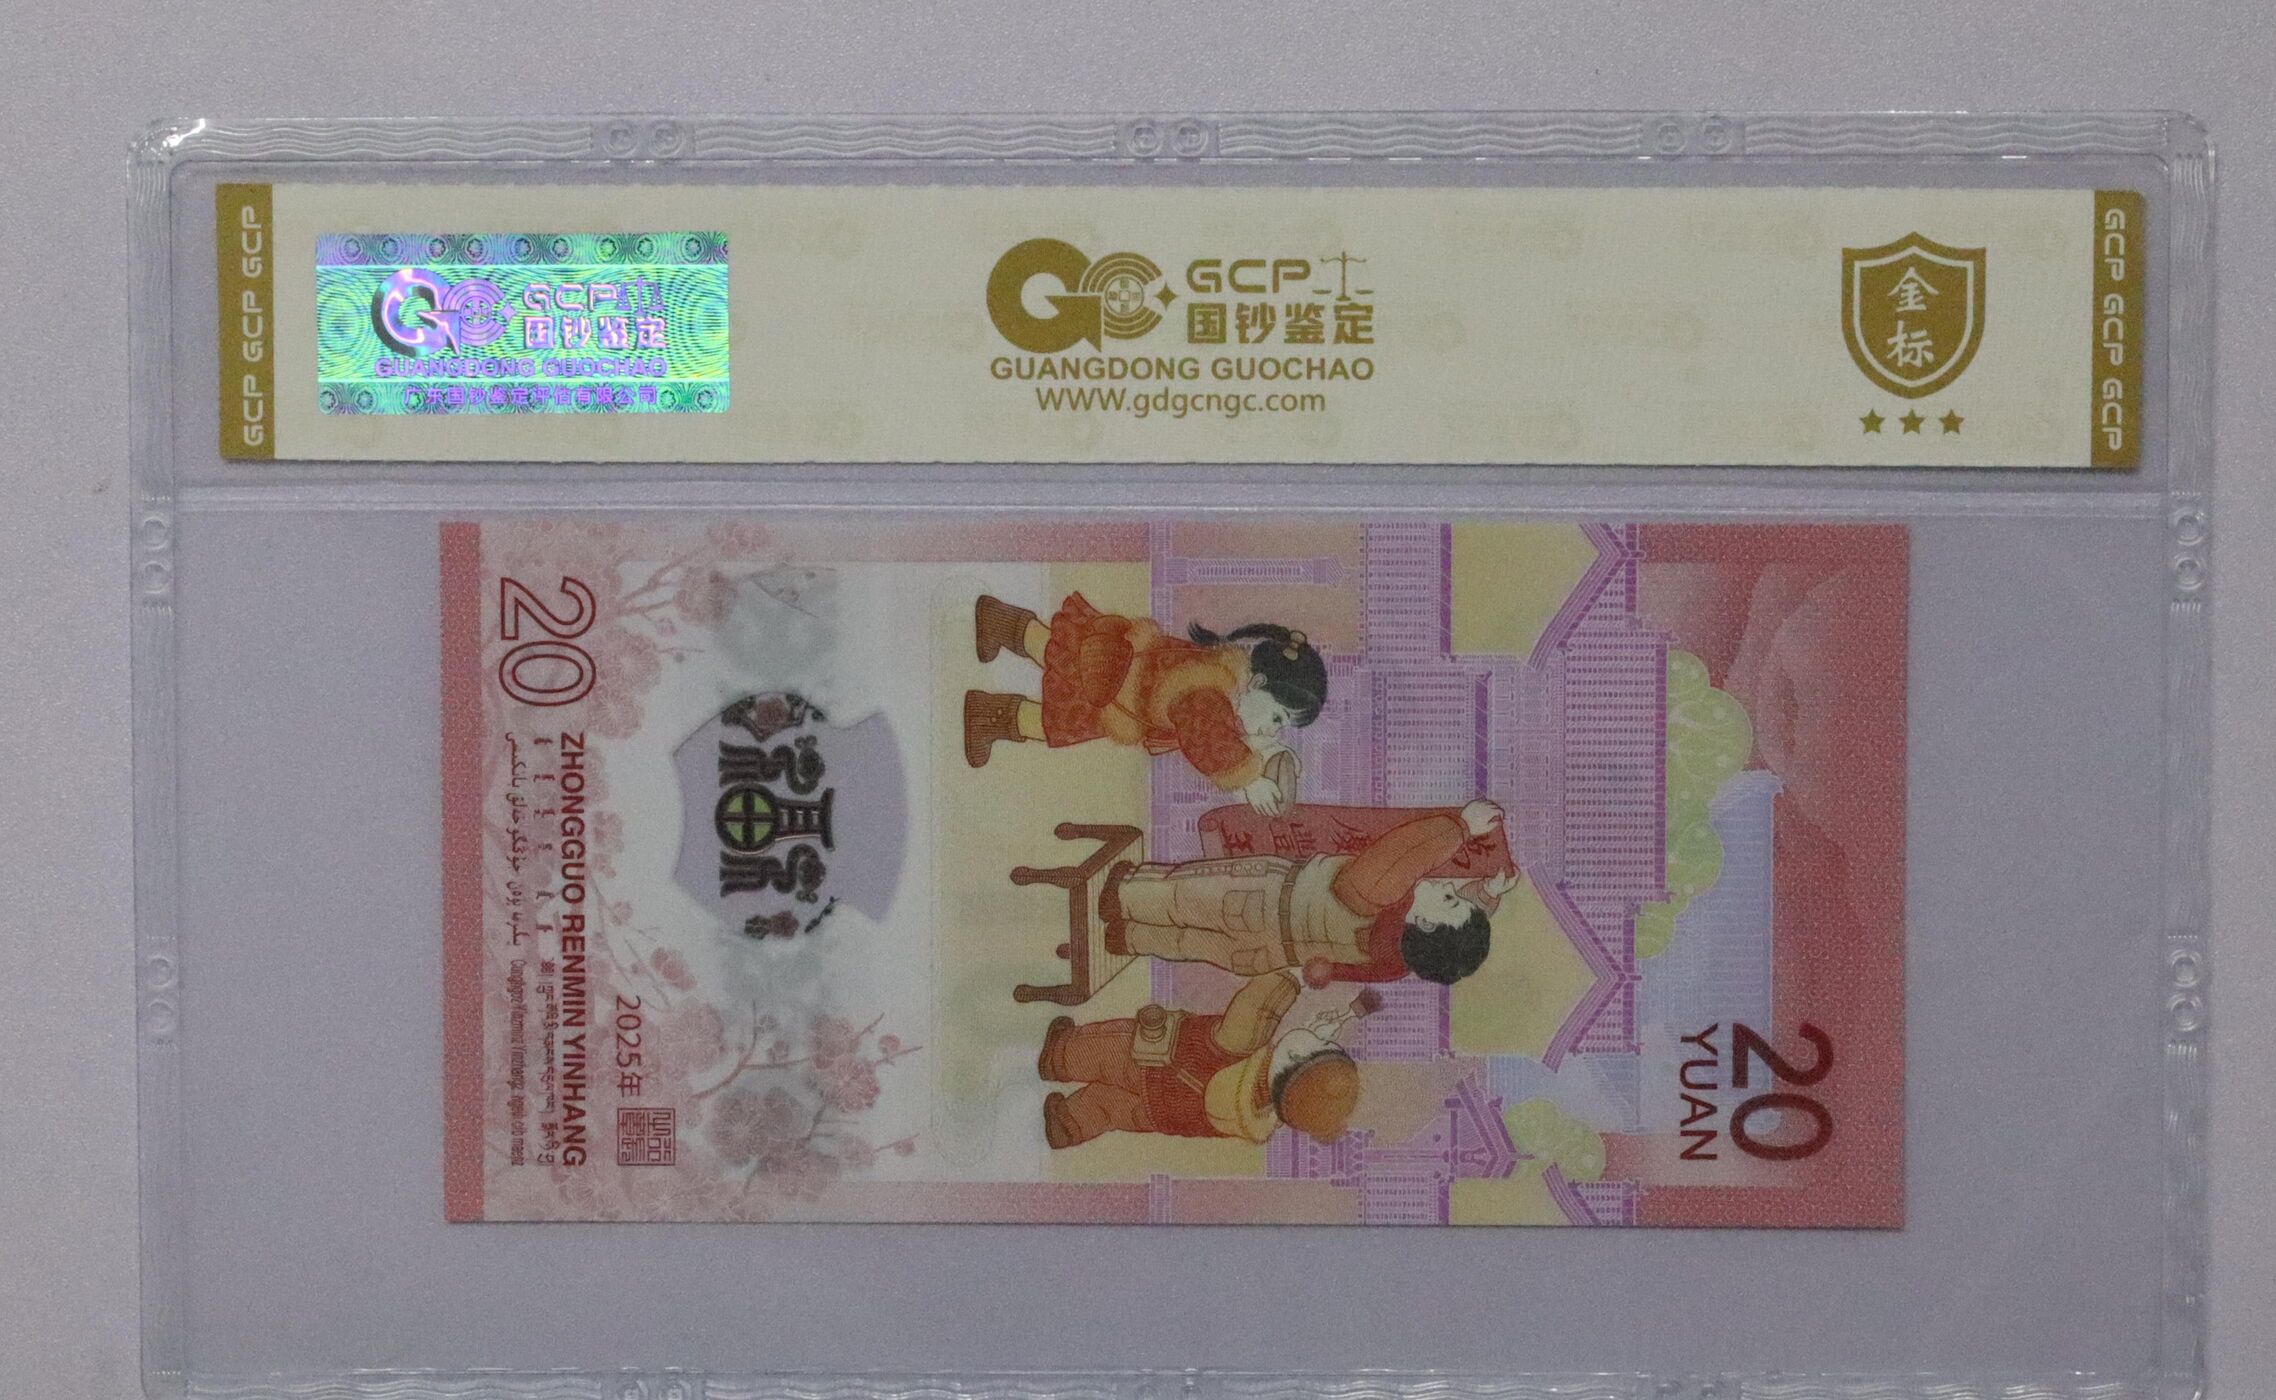 GCP GCP GCP
GCP
国钞鉴定
GUANGDONG GUOCHAO
广东国钞鉴定评估有限公司
GCP
国钞鉴定
GUANGDONG GUOCHAO
www.gdgcngc.com
金标
GCP GCP GCP
20
ZHONGGUO RENMIN YINHANG
2025年
20
YUAN